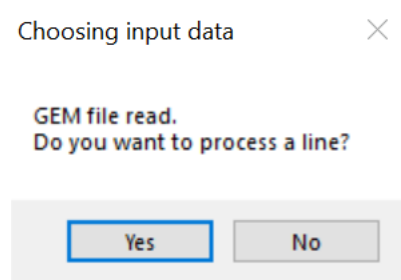 Choosing input data
GEM file read.
Do you want to process a line?
Yes
No